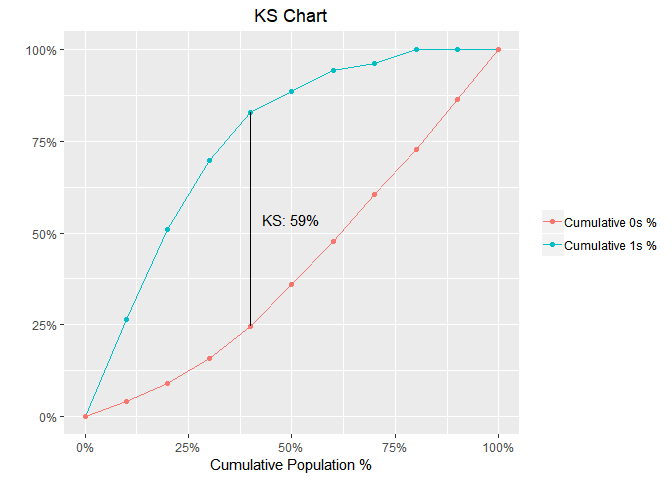 KS Chart
100%
75%
50%
25%
0%
KS: 59%
Cumulative 0s %
Cumulative 1s %
0%
25%
50%
75%
100%
Cumulative Population %